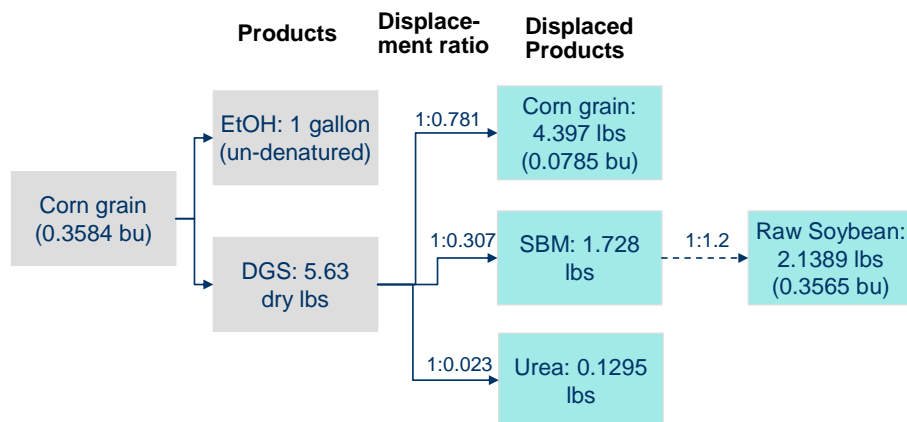 Products
Displace-
ment ratio
Displaced
Products
Corn grain
(0.3584 bu)
EtOH: 1 gallon
(un-denatured)
DGS: 5.63
dry lbs
1:0.781
Corn grain:
4.397 lbs
(0.0785 bu)
1:0.307
SBM: 1.728
lbs
1:1.2
Raw Soybean:
2.1389 lbs
(0.3565 bu)
1:0.023
Urea: 0.1295
lbs